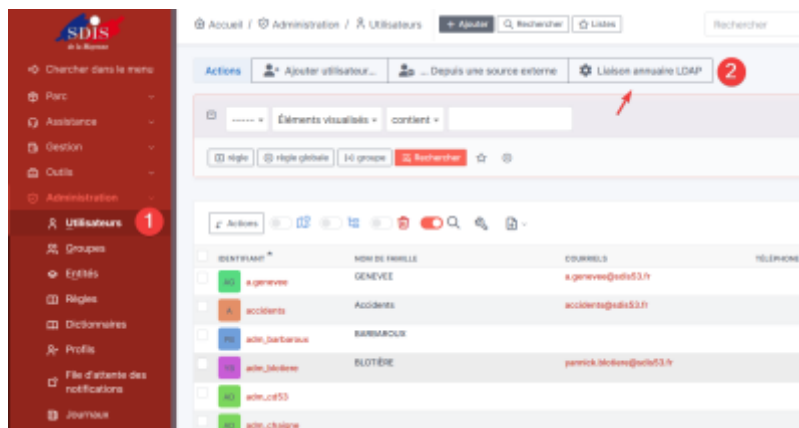 SDIS
de la Mayenne
Accueil / Administration / Utilisateurs
+ Ajouter
Rechercher
Listes
Rechercher
Chercher dans le menu
Parc
Assistance
Gestion
Outils
Administration
Utilisateurs
1
Groupes
Entités
Règles
Dictionnaires
Profils
File d'attente des
notifications
Journaux
Actions
Ajouter utilisateur...
... Depuis une source externe
Liaison annuaire LDAP
2
-----
Éléments visualisés
contient
règle
règle globale
groupe
Rechercher
Actions
IDENTIFIANT
NOM DE FAMILLE
COURRIELS
TÉLÉPHONE
AG a.genevee GENEVEE a.genevee@sdis53.fr
A accidents Accidents accidents@sdis53.fr
adm_barbaroux BARBAROUX
adm_blotiere BLOTIÈRE yannick.blotiere@sdis53.fr
adm_cd53
adm_chaigne